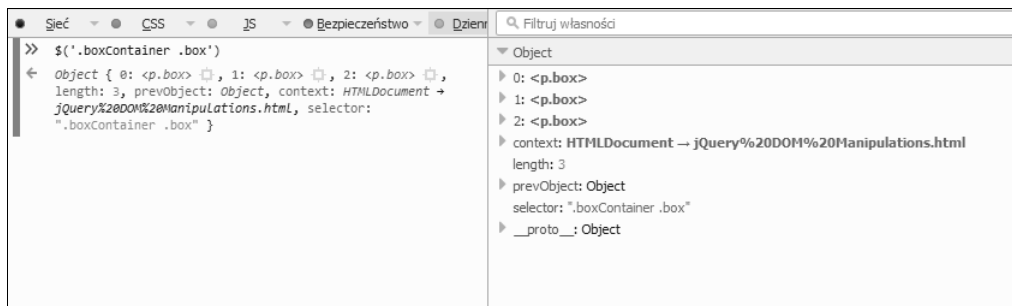 Sieć CSS JS Bezpieczeństwo Dzienn
$('.boxContainer .box')
Object { 0: <p.box> , 1: <p.box> , 2: <p.box> ,
length: 3, prevObject: Object, context: HTMLDocument →
jQuery%20DOM%20Manipulations.html, selector:
".boxContainer .box" }
Filtruj własności
Object
0: <p.box>
1: <p.box>
2: <p.box>
context: HTMLDocument → jQuery%20DOM%20Manipulations.html
length: 3
prevObject: Object
selector: ".boxContainer .box"
__proto__: Object